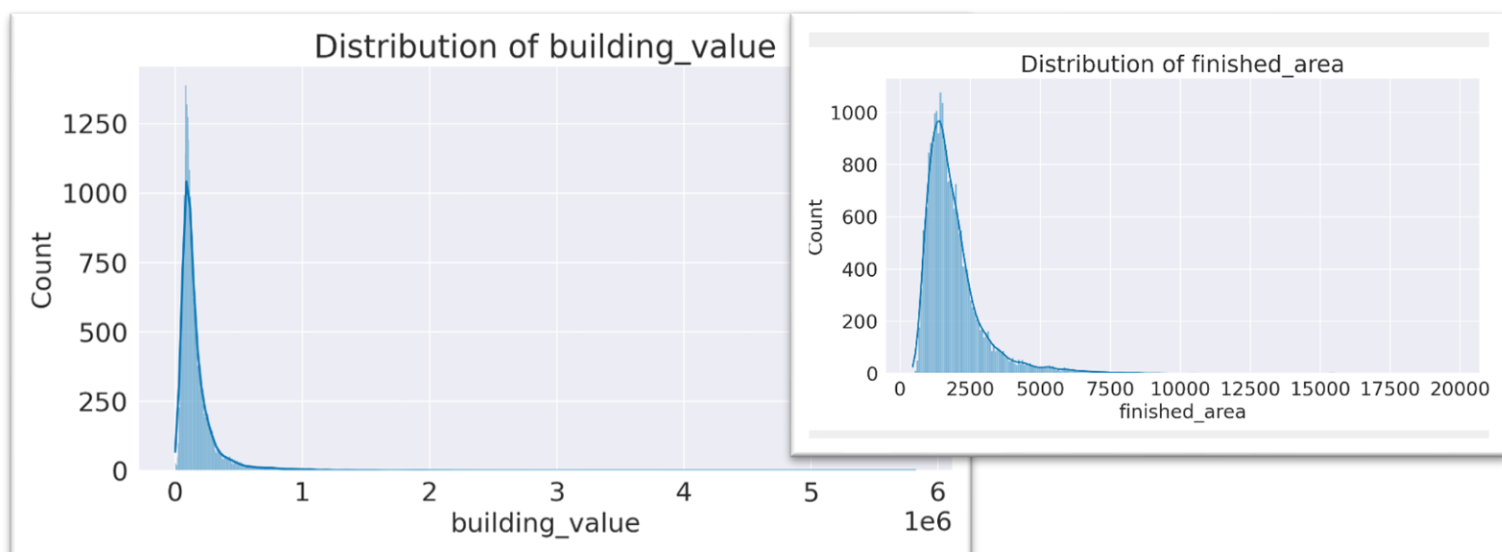 Distribution of building_value
1250
1000
750
500
250
0
Count
0 1 2 3 4 5 6
1e6
building_value
Distribution of finished_area
1000
800
600
400
200
0
Count
0 2500 5000 7500 10000 12500 15000 17500 20000
finished_area